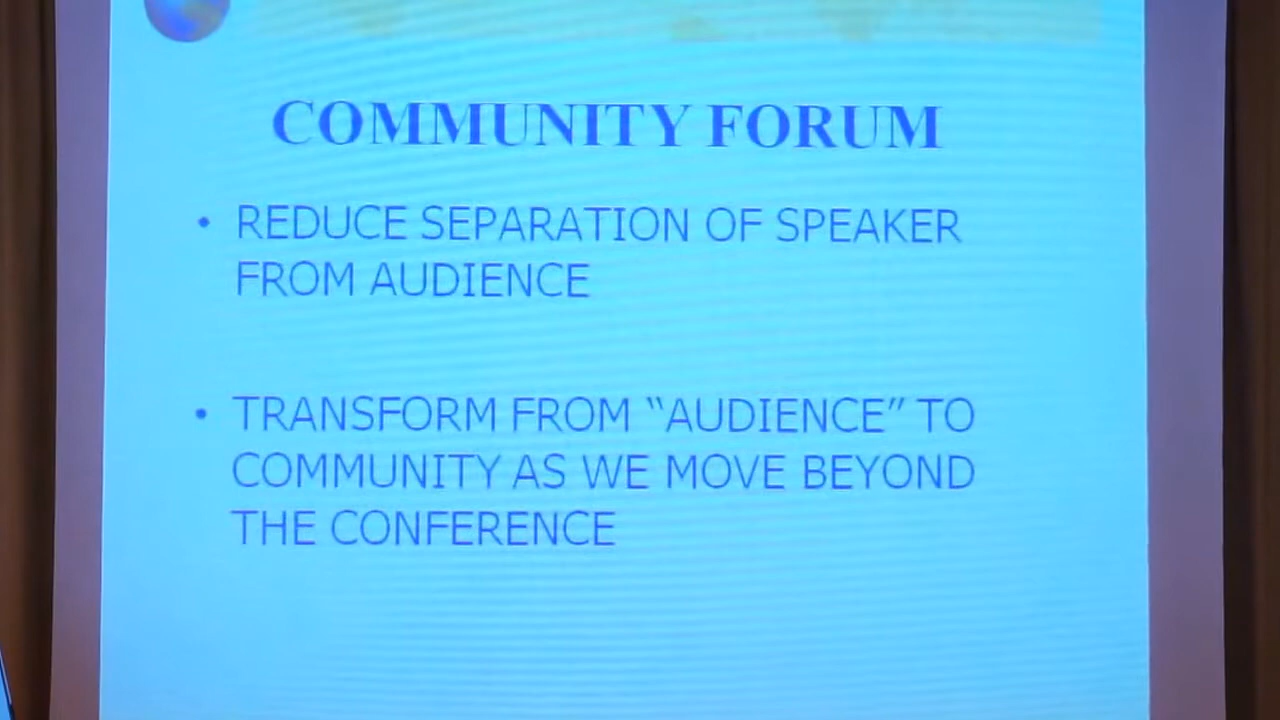 COMMUNITY FORUM
• REDUCE SEPARATION OF SPEAKER
FROM AUDIENCE
• TRANSFORM FROM “AUDIENCE” TO
COMMUNITY AS WE MOVE BEYOND
THE CONFERENCE